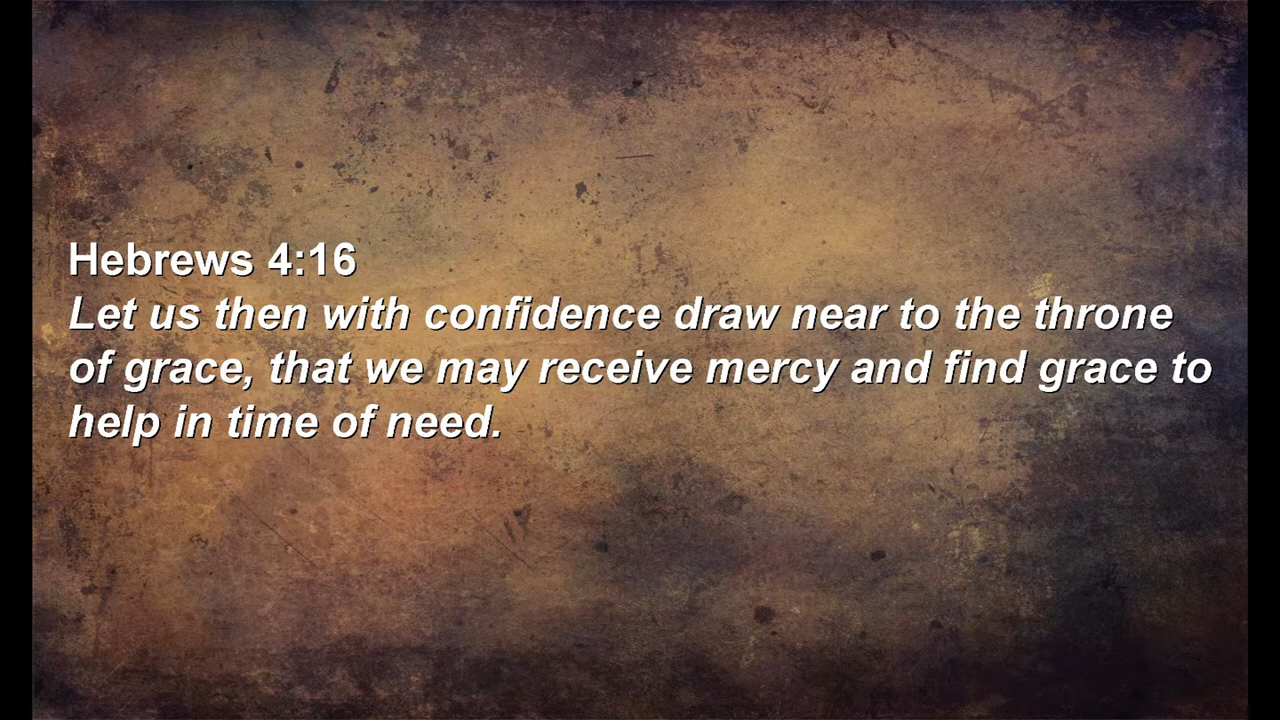 Hebrews 4:16
Let us then with confidence draw near to the throne
of grace, that we may receive mercy and find grace to
help in time of need.